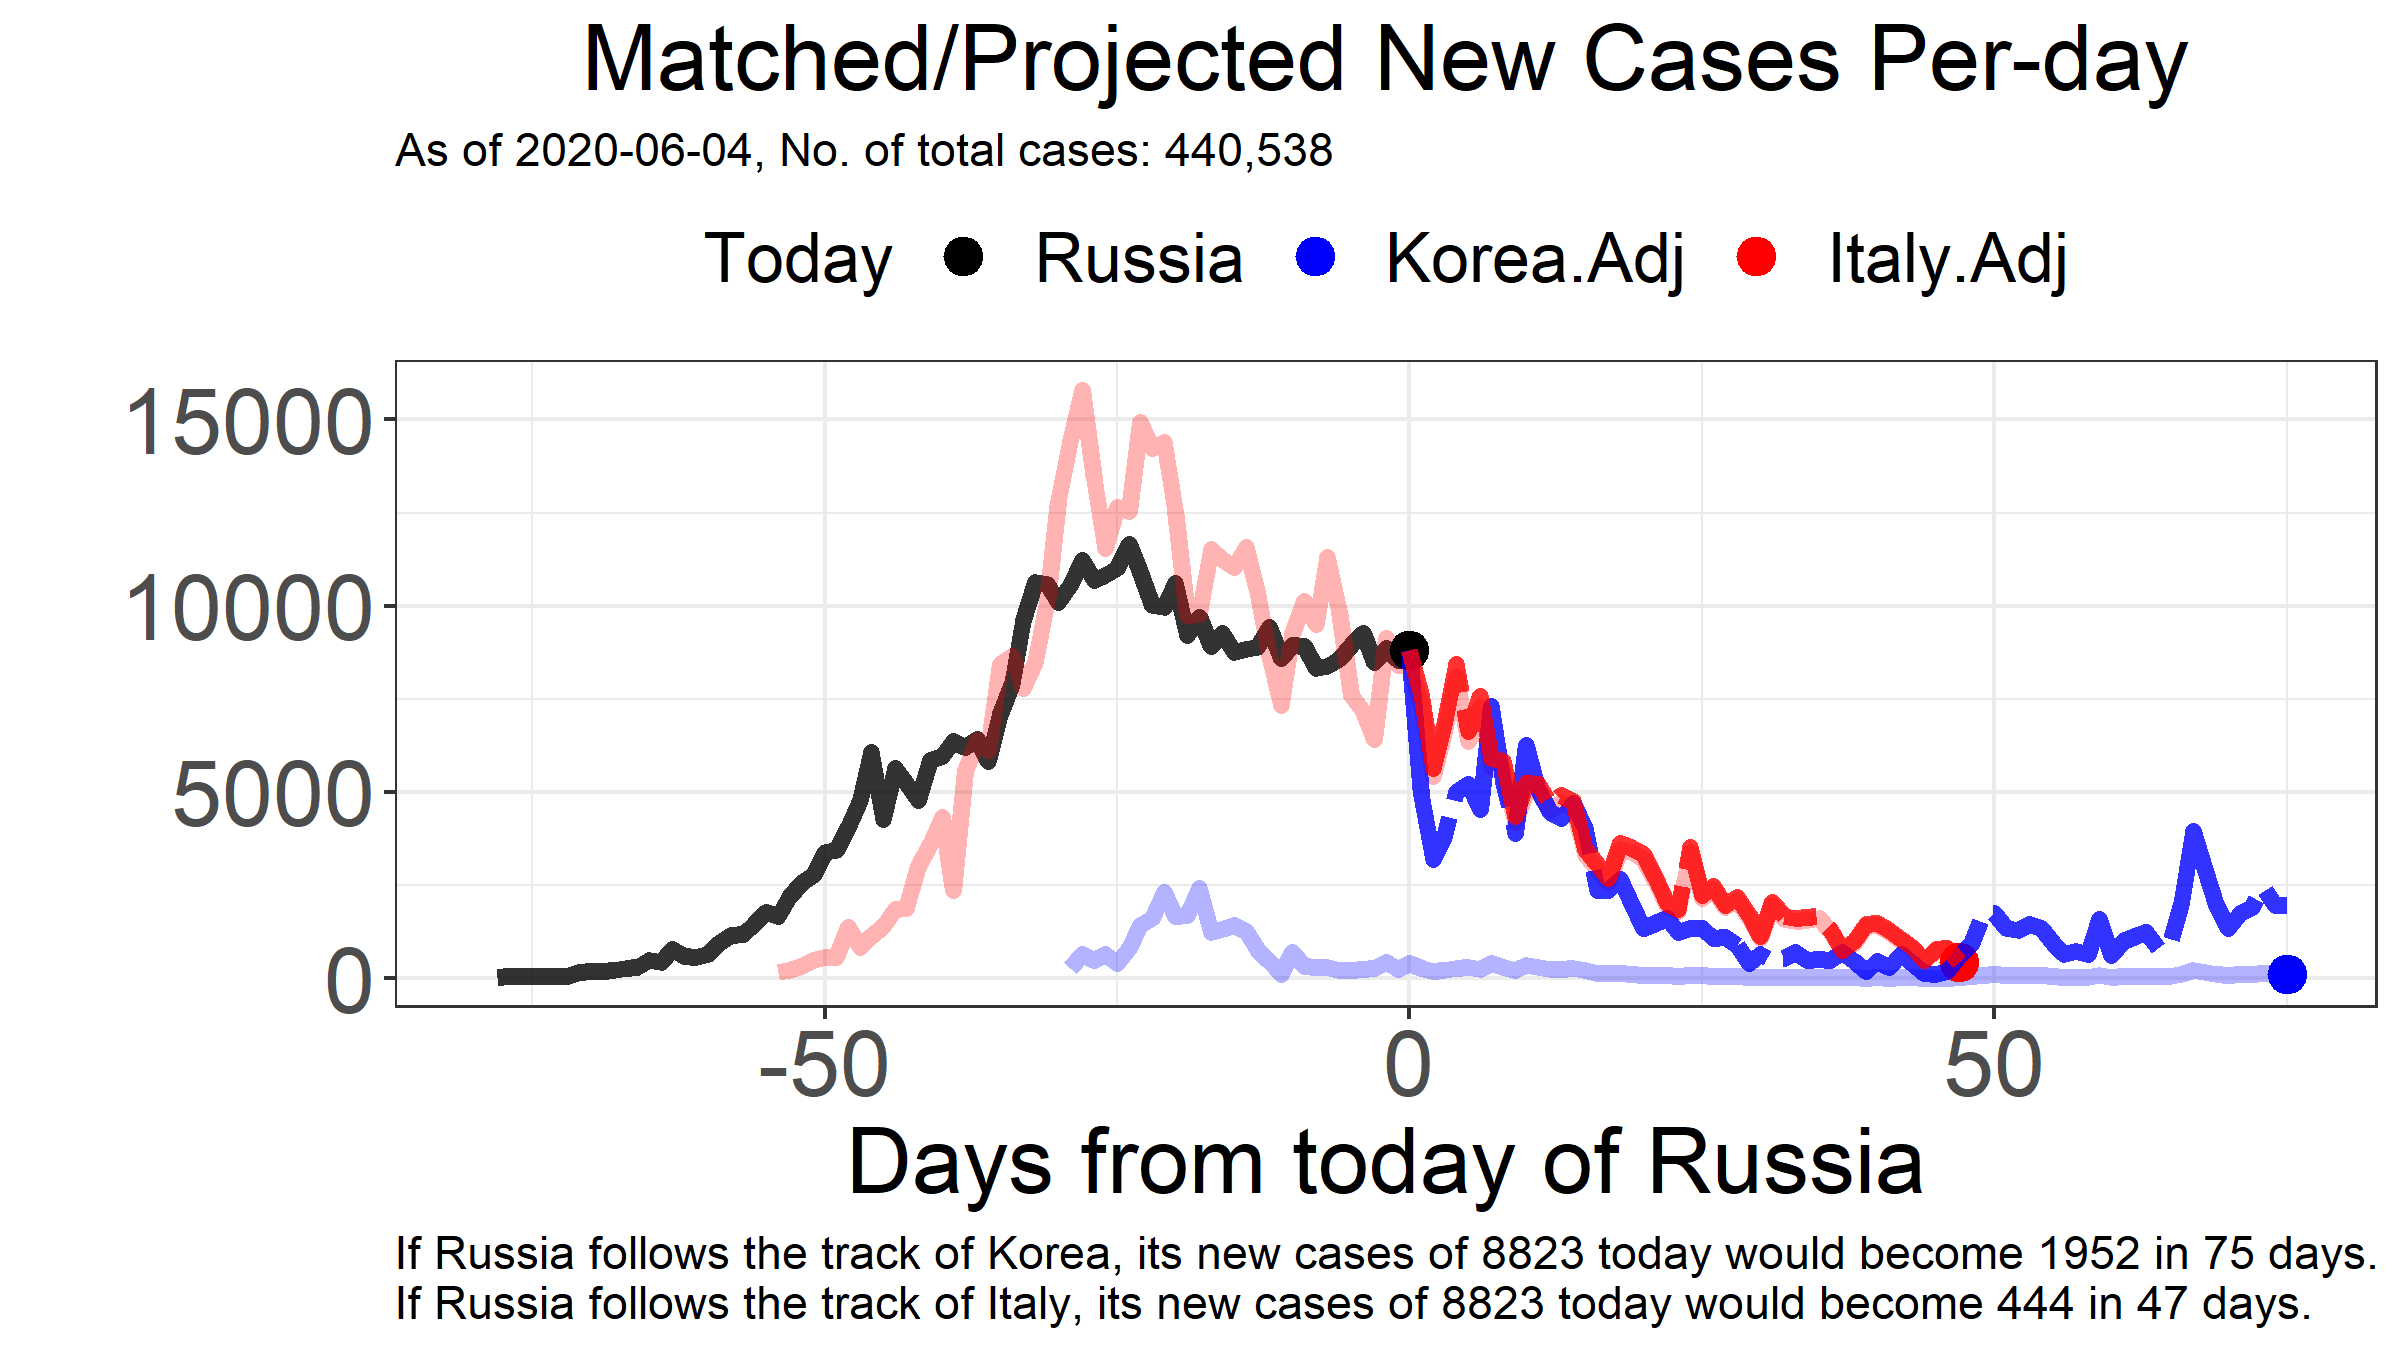 Matched/Projected New Cases Per-day
As of 2020-06-04, No. of total cases: 440,538
Today Russia Korea.Adj Italy.Adj
15000
10000
5000
0
-50 0 50
Days from today of Russia
If Russia follows the track of Korea, its new cases of 8823 today would become 1952 in 75 days.
If Russia follows the track of Italy, its new cases of 8823 today would become 444 in 47 days.